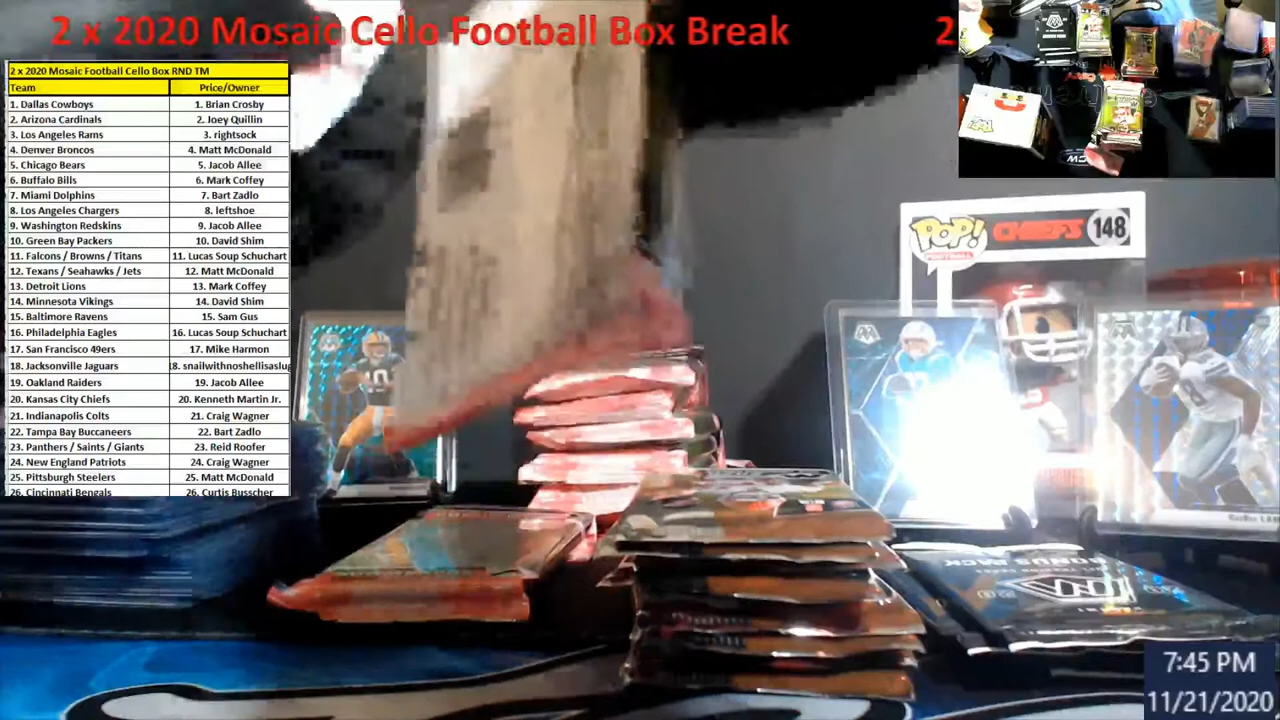 2 x 2020 Mosaic Cello Football Box Break
2
2 x 2020 Mosaic Football Cello Box RND TM
Team Price/Owner
1. Dallas Cowboys 1. Brian Crosby
2. Arizona Cardinals 2. Joey Quillin
3. Los Angeles Rams 3. rightsock
4. Denver Broncos 4. Matt McDonald
5. Chicago Bears 5. Jacob Allee
6. Buffalo Bills 6. Mark Coffey
7. Miami Dolphins 7. Bart Zadlo
8. Los Angeles Chargers 8. leftshoe
9. Washington Redskins 9. Jacob Allee
10. Green Bay Packers 10. David Shim
11. Falcons / Browns / Titans 11. Lucas Soup Schuchart
12. Texans / Seahawks / Jets 12. Matt McDonald
13. Detroit Lions 13. Mark Coffey
14. Minnesota Vikings 14. David Shim
15. Baltimore Ravens 15. Sam Gus
16. Philadelphia Eagles 16. Lucas Soup Schuchart
17. San Francisco 49ers 17. Mike Harmon
18. Jacksonville Jaguars 18. snailwithnoshellisaslug
19. Oakland Raiders 19. Jacob Allee
20. Kansas City Chiefs 20. Kenneth Martin Jr.
21. Indianapolis Colts 21. Craig Wagner
22. Tampa Bay Buccaneers 22. Bart Zadlo
23. Panthers / Saints / Giants 23. Reid Roofer
24. New England Patriots 24. Craig Wagner
25. Pittsburgh Steelers 25. Matt McDonald
26. Cincinnati Bengals 26. Curtis Busscher
POP! CHIEFS 148
FOOTBALL
BONUS PACK
7:45 PM
11/21/2020